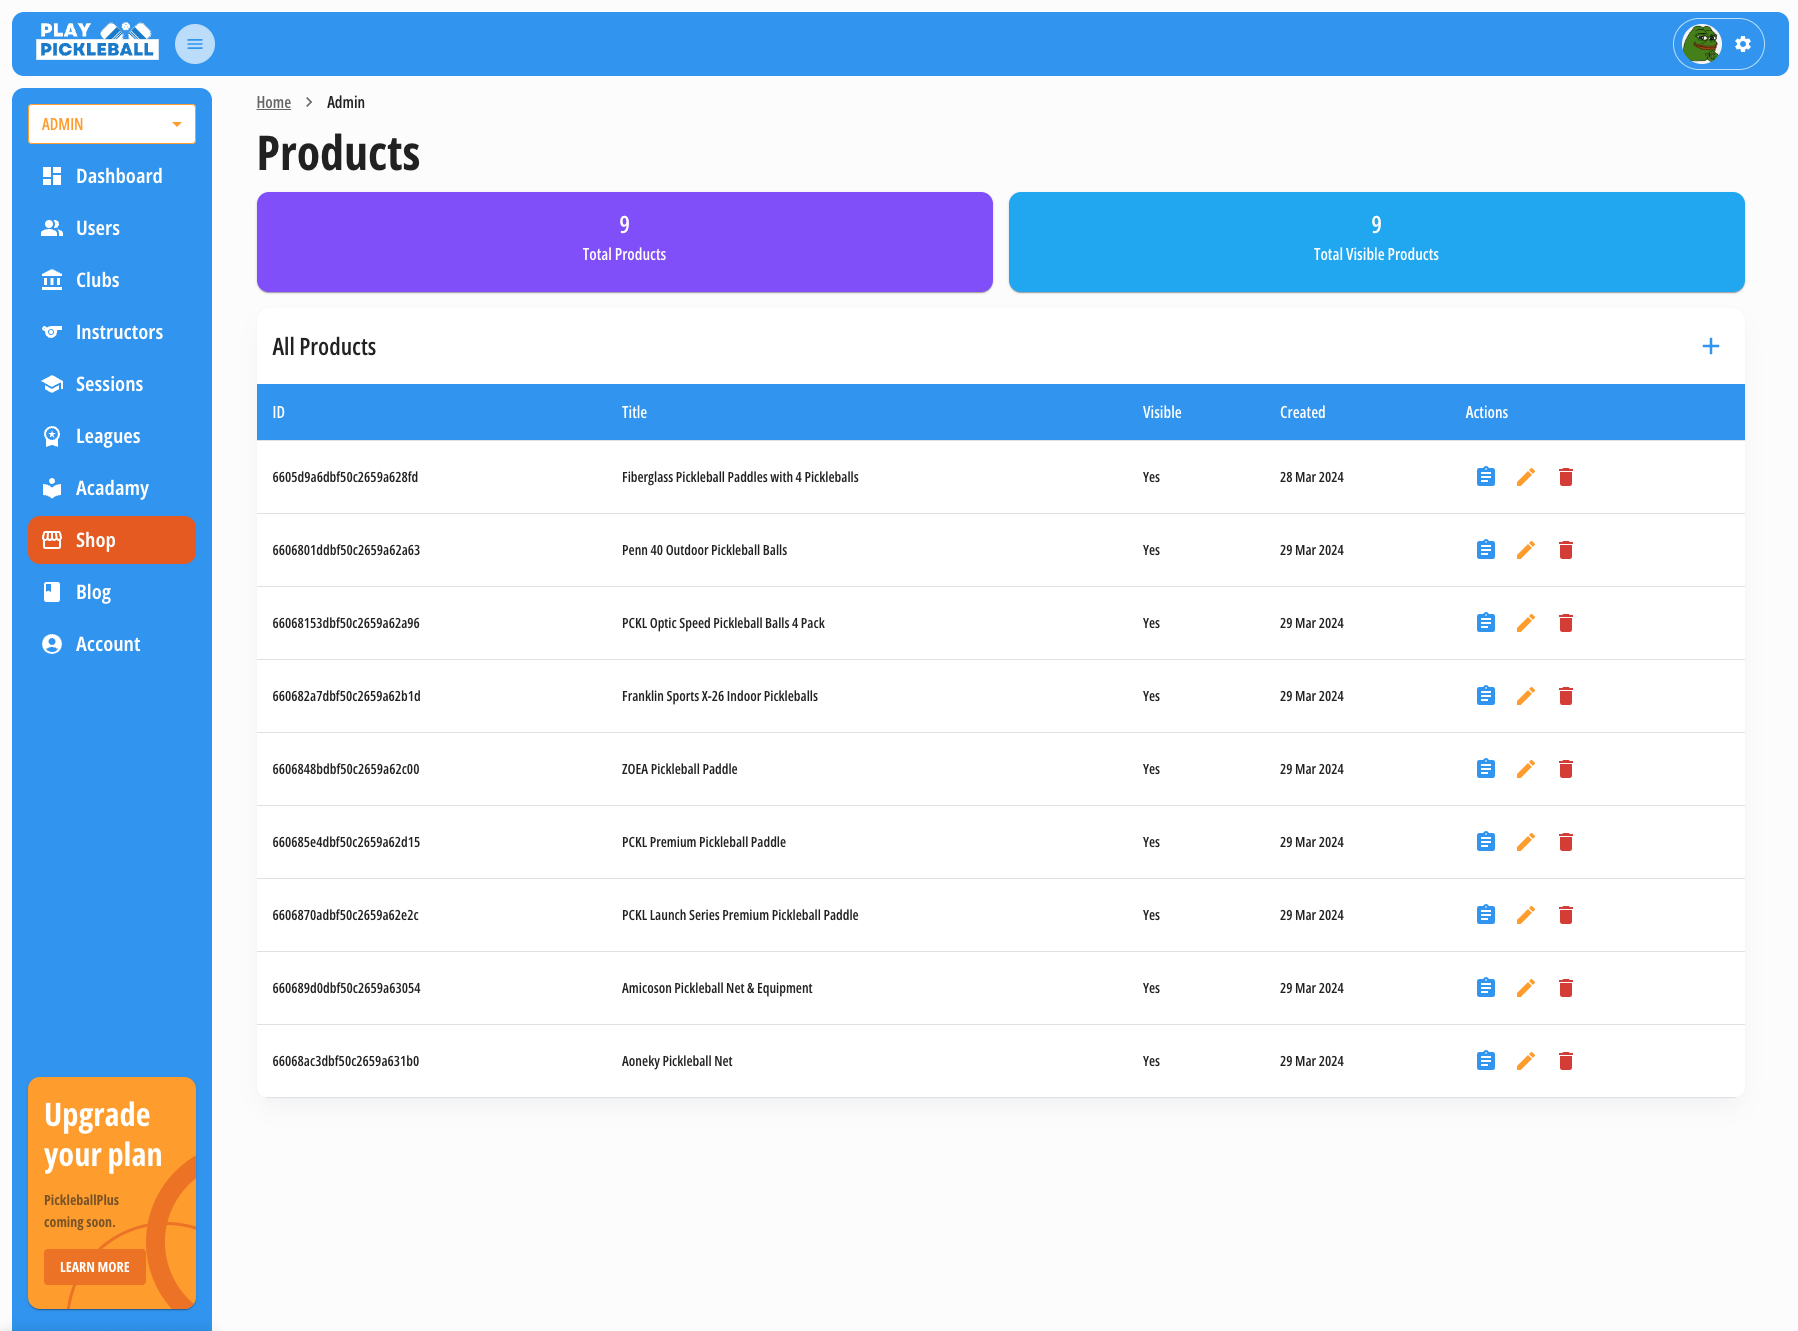 PLAY
PICKLEBALL
Home > Admin
Products
9
Total Products
9
Total Visible Products
ADMIN
Dashboard
Users
Clubs
Instructors
Sessions
Leagues
Acadamy
Shop
Blog
Account
Upgrade
your plan
PickleballPlus
coming soon.
LEARN MORE
All Products
ID Title Visible Created Actions
6605d9a6dbf50c2659a628fd Fiberglass Pickleball Paddles with 4 Pickleballs Yes 28 Mar 2024
6606801ddbf50c2659a62a63 Penn 40 Outdoor Pickleball Balls Yes 29 Mar 2024
66068153dbf50c2659a62a96 PCKL Optic Speed Pickleball Balls 4 Pack Yes 29 Mar 2024
660682a7dbf50c2659a62b1d Franklin Sports X-26 Indoor Pickleballs Yes 29 Mar 2024
6606848bdbf50c2659a62c00 ZOEA Pickleball Paddle Yes 29 Mar 2024
660685e4dbf50c2659a62d15 PCKL Premium Pickleball Paddle Yes 29 Mar 2024
6606870adbf50c2659a62e2c PCKL Launch Series Premium Pickleball Paddle Yes 29 Mar 2024
660689d0dbf50c2659a63054 Amicoson Pickleball Net & Equipment Yes 29 Mar 2024
66068ac3dbf50c2659a631b0 Aoneky Pickleball Net Yes 29 Mar 2024